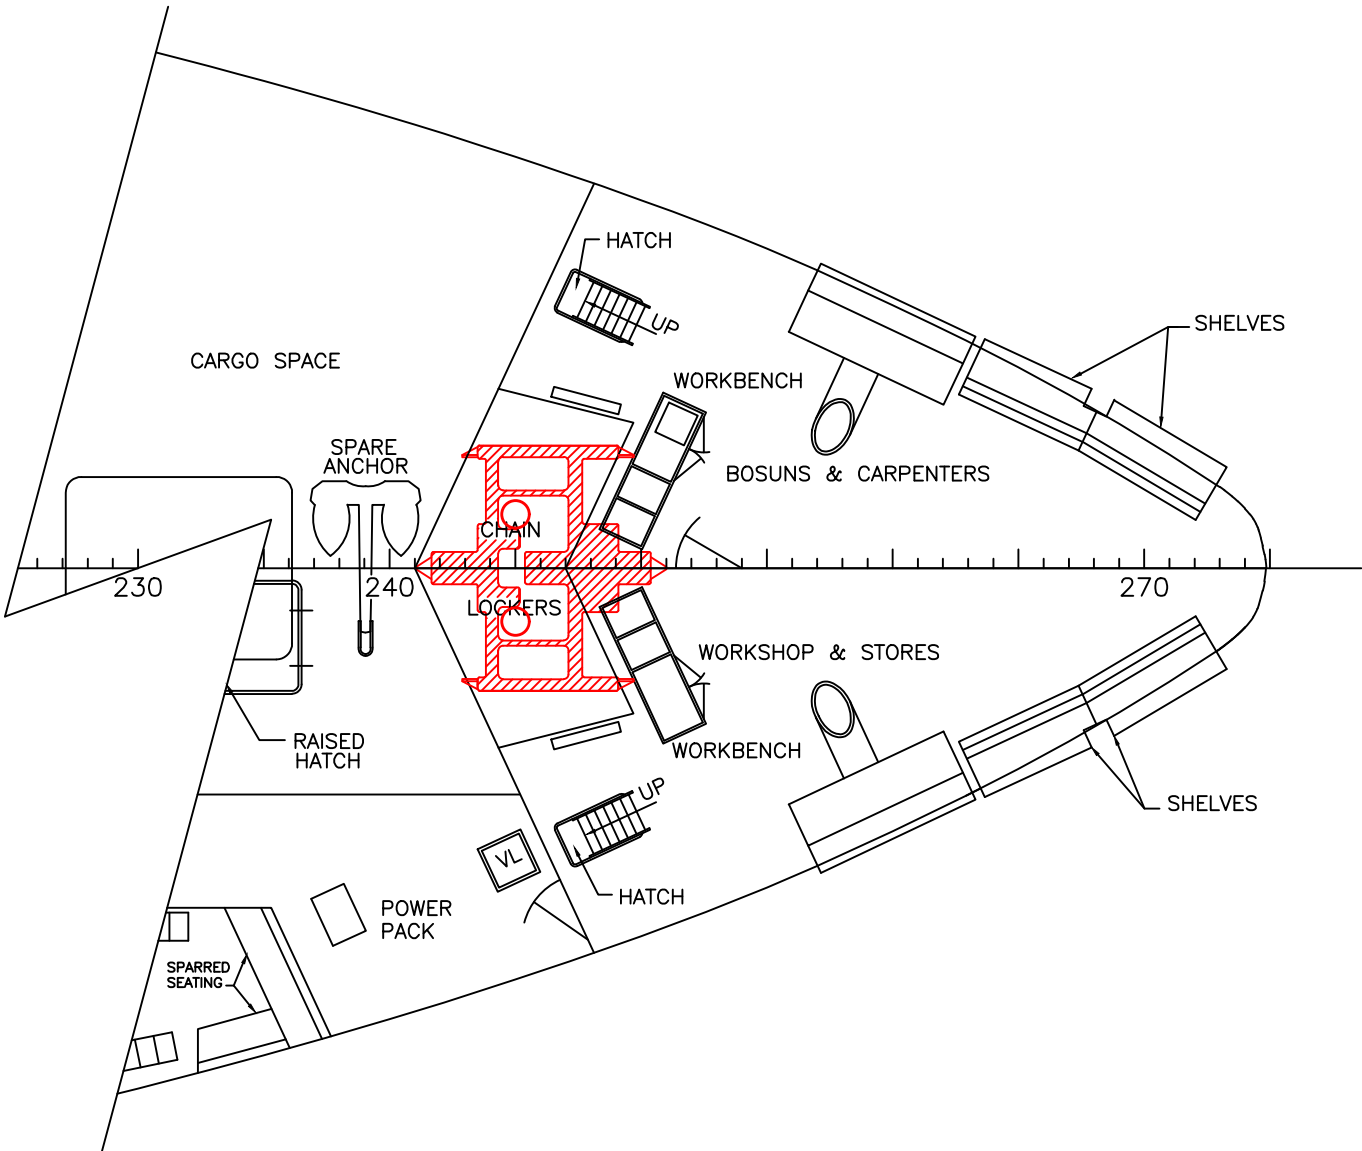 HATCH
UP
SHELVES
CARGO SPACE
WORKBENCH
SPARE
ANCHOR
BOSUNS & CARPENTERS
CHAIN
230
240
270
LOCKERS
WORKSHOP & STORES
RAISED
HATCH
WORKBENCH
UP
SHELVES
VL
HATCH
POWER
PACK
SPARRED
SEATING